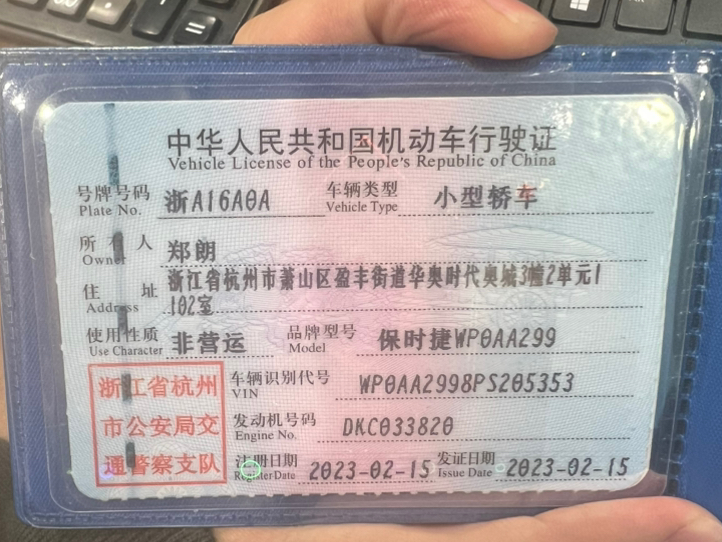 中华人民共和国机动车行驶证
Vehicle License of the People's Republic of China
号牌号码 浙A16A0A 车辆类型 小型轿车
Plate No. Vehicle Type
所有人 郑朗
Owner
住址 浙江省杭州市萧山区盈丰街道华奥时代奥城3幢2单元1
Address 102室
使用性质 非营运 品牌型号 保时捷WP0AA299
Use Character Model
浙江省杭州 车辆识别代号 WP0AA2998PS205353
VIN
市公安局交 发动机号码 DKC033820
Engine No.
通警察支队 注册日期 2023-02-15 发证日期 2023-02-15
Register Date Issue Date